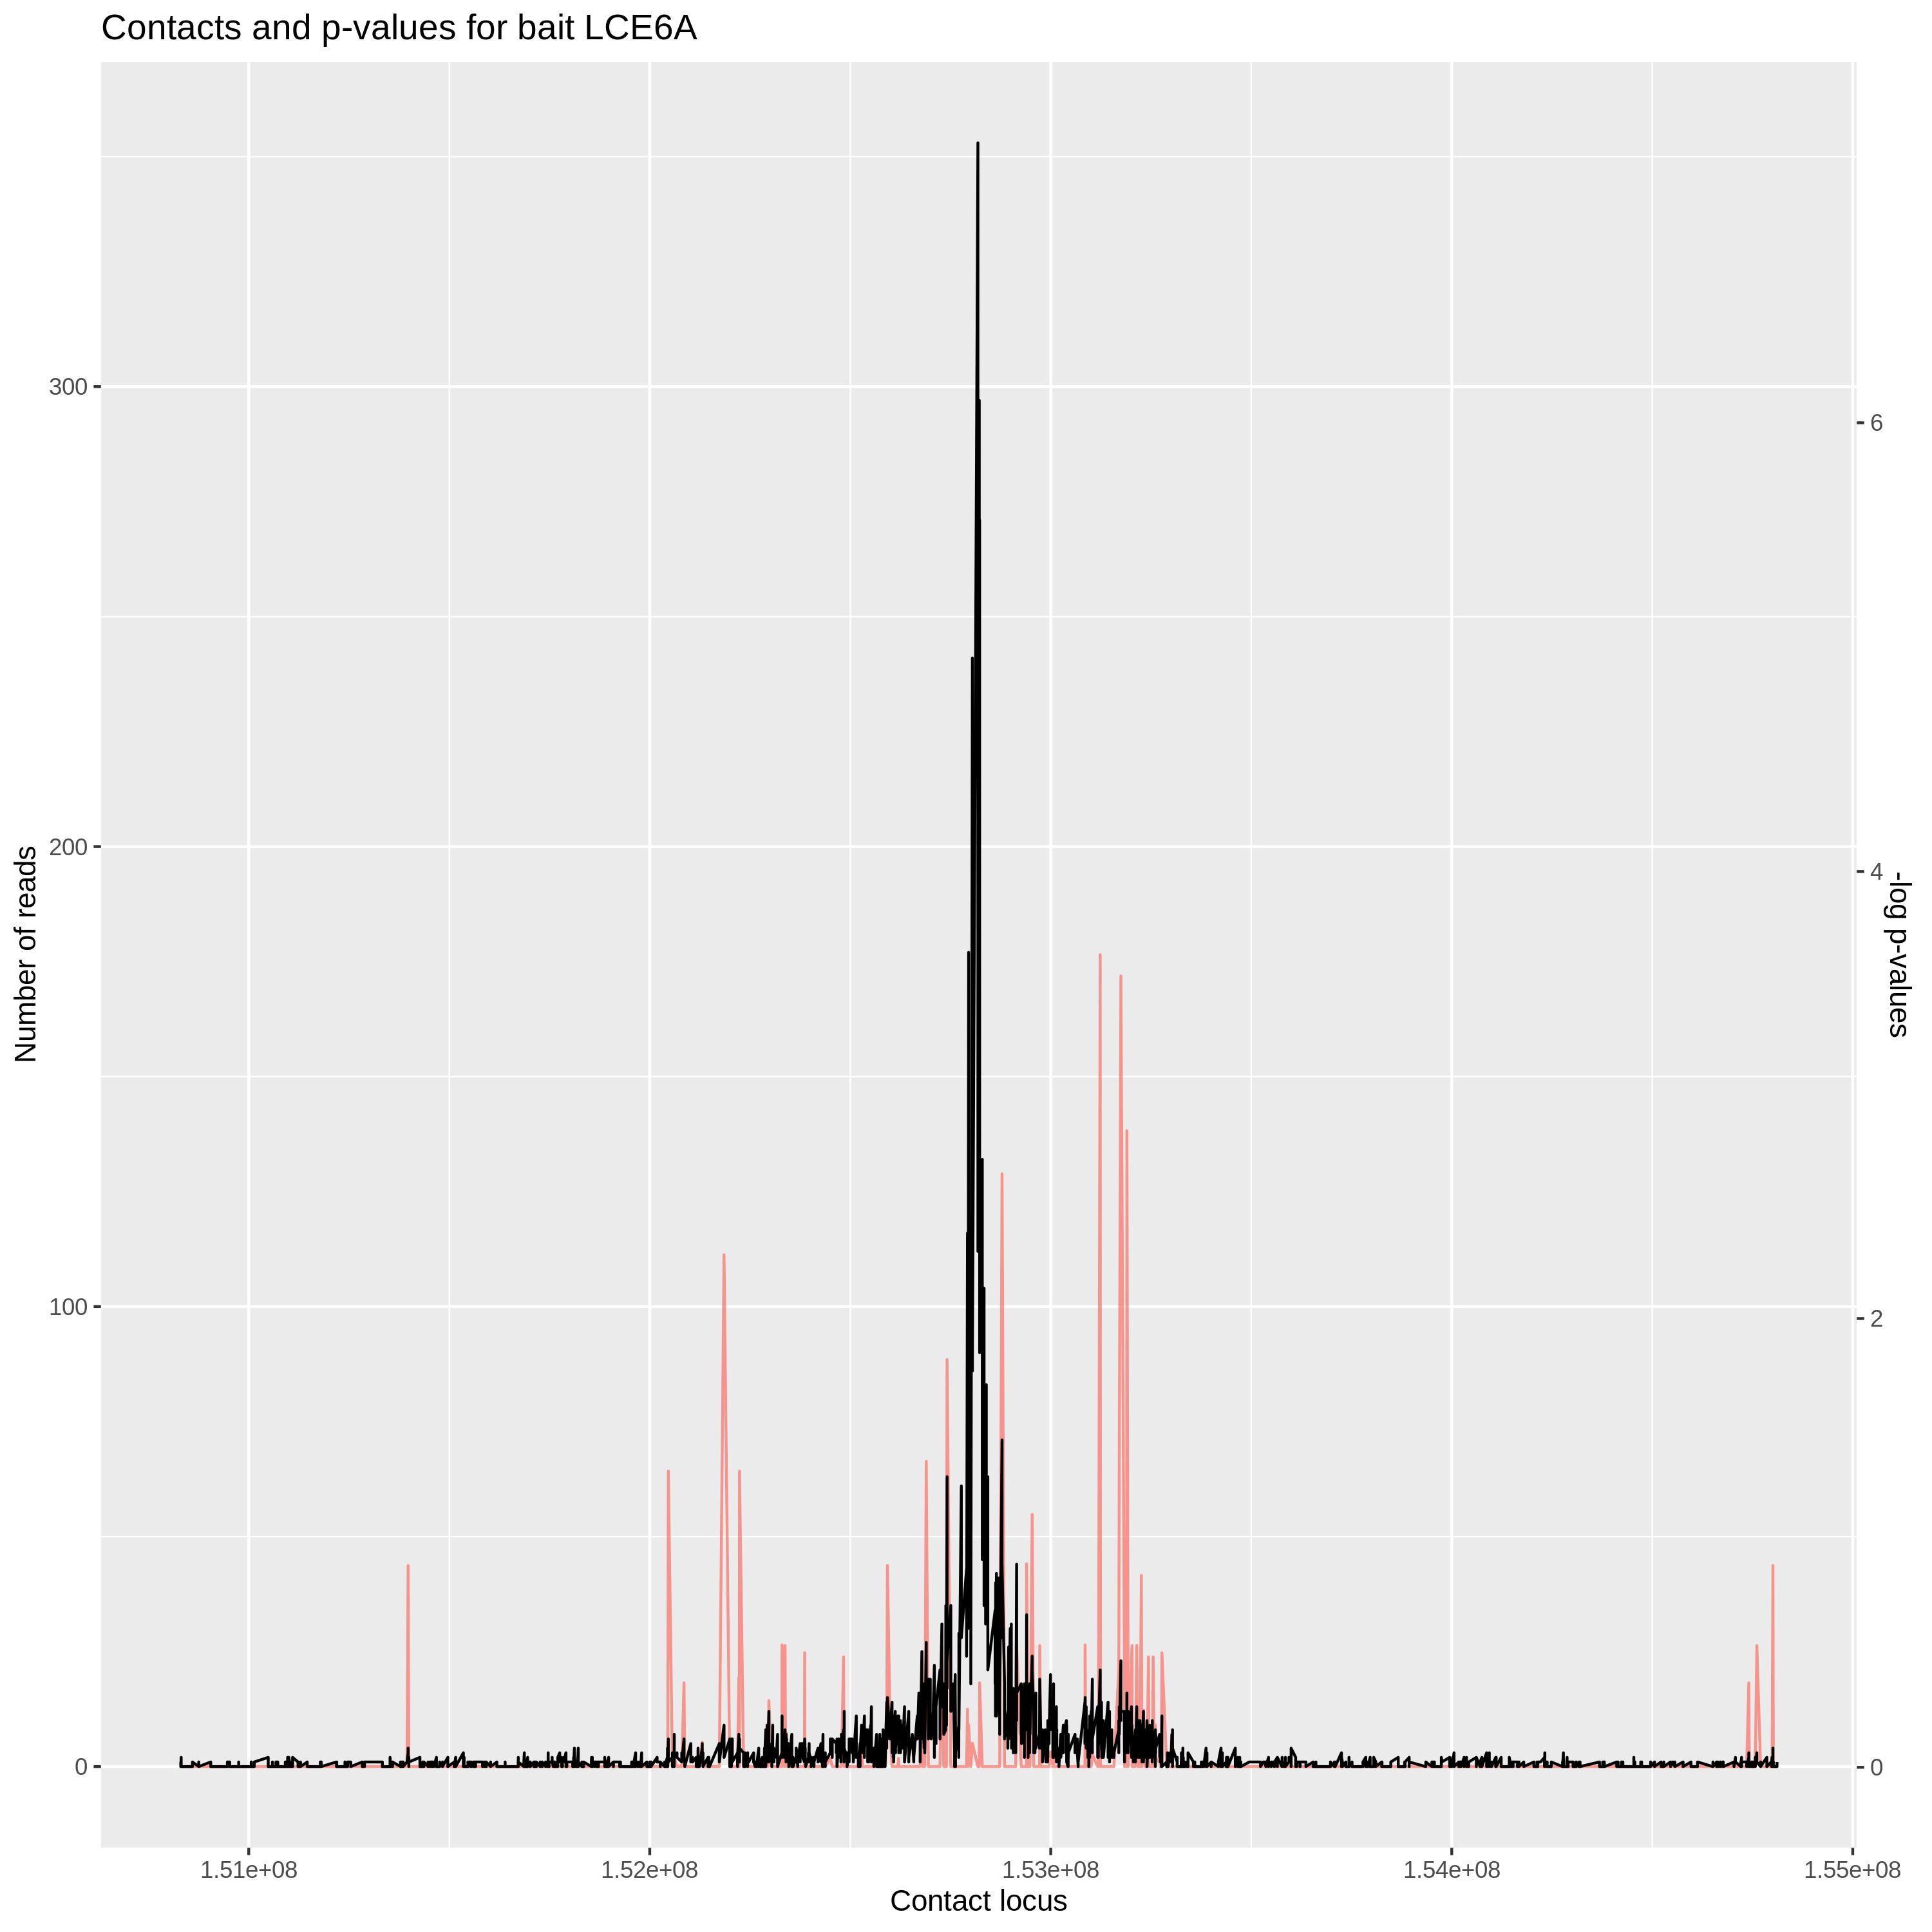 Contacts and p-values for bait LCE6A
300
200
100
0
Number of reads
6
4
2
0
-log p-values
1.51e+08 1.52e+08 1.53e+08 1.54e+08 1.55e+08
Contact locus